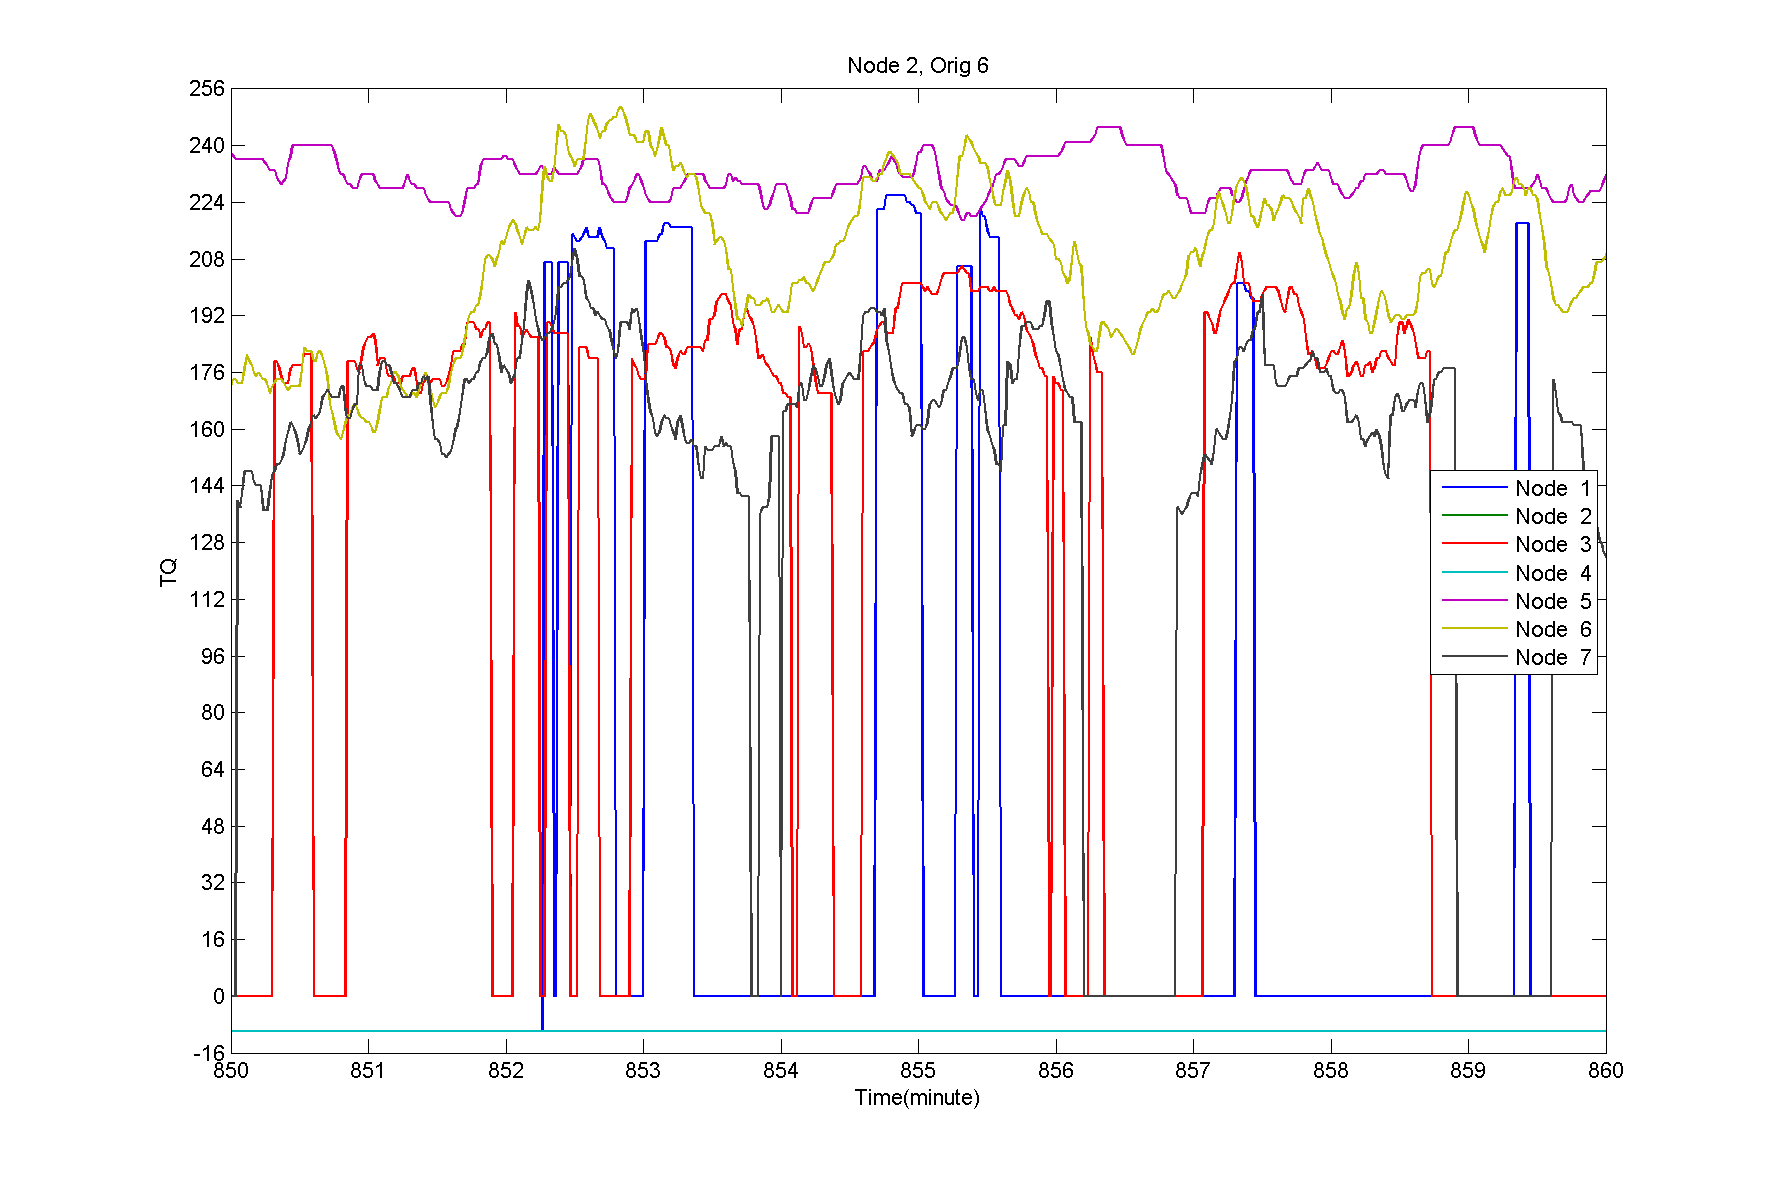 Node 2, Orig 6
256
240
224
208
192
176
160
144
128
112
96
80
64
48
32
16
0
-16
TQ
Node 1
Node 2
Node 3
Node 4
Node 5
Node 6
Node 7
850 851 852 853 854 855 856 857 858 859 860
Time(minute)